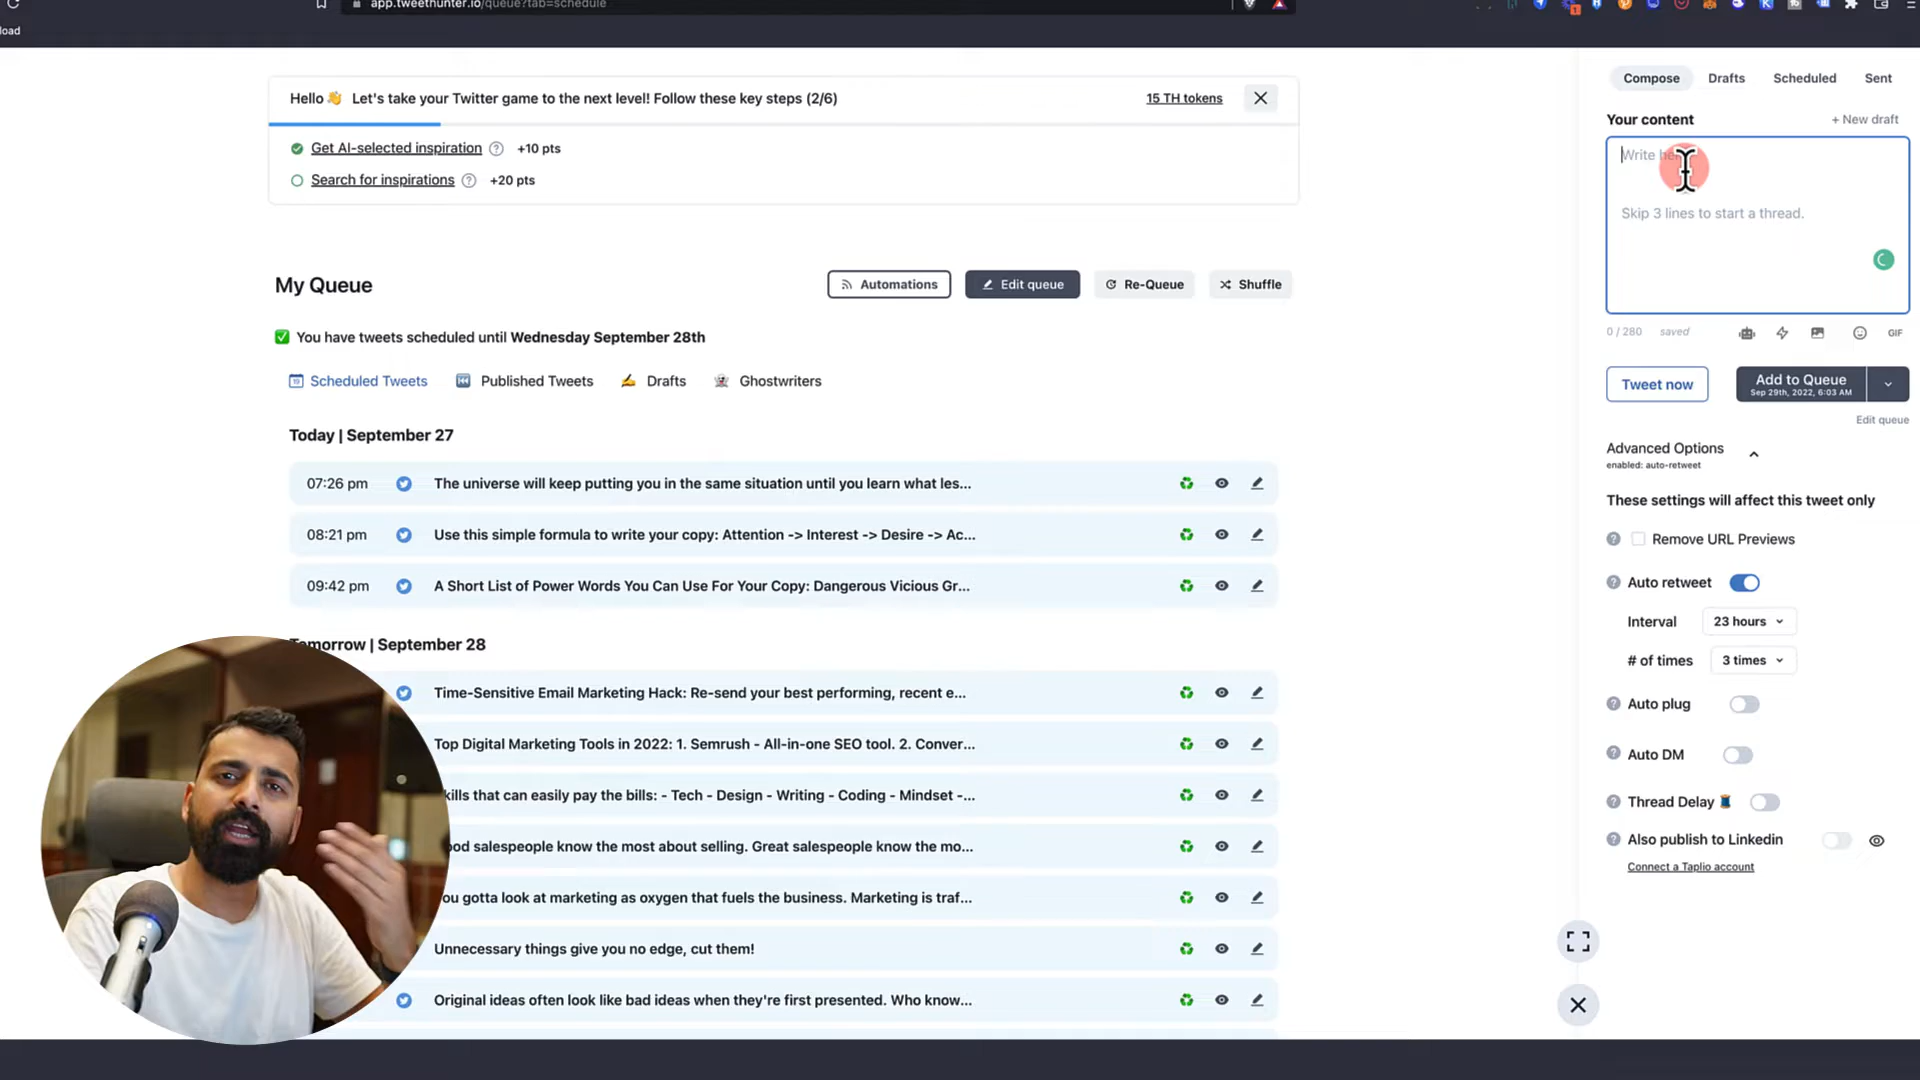 app.tweethunter.io/queue?tab=schedule
load
Hello 👋 Let's take your Twitter game to the next level! Follow these key steps (2/6)
15 TH tokens
Get AI-selected inspiration ? +10 pts
Search for inspirations ? +20 pts
My Queue
Automations
Edit queue
Re-Queue
Shuffle
You have tweets scheduled until Wednesday September 28th
Scheduled Tweets
Published Tweets
Drafts
Ghostwriters
Today | September 27
07:26 pm The universe will keep putting you in the same situation until you learn what les...
08:21 pm Use this simple formula to write your copy: Attention -> Interest -> Desire -> Ac...
09:42 pm A Short List of Power Words You Can Use For Your Copy: Dangerous Vicious Gr...
Tomorrow | September 28
Time-Sensitive Email Marketing Hack: Re-send your best performing, recent e...
Top Digital Marketing Tools in 2022: 1. Semrush - All-in-one SEO tool. 2. Conver...
kills that can easily pay the bills: - Tech - Design - Writing - Coding - Mindset -...
ood salespeople know the most about selling. Great salespeople know the mo...
ou gotta look at marketing as oxygen that fuels the business. Marketing is traf...
Unnecessary things give you no edge, cut them!
Original ideas often look like bad ideas when they're first presented. Who know...
Compose
Drafts
Scheduled
Sent
Your content
+ New draft
Write
Skip 3 lines to start a thread.
0 / 280
saved
GIF
Tweet now
Add to Queue
Sep 29th, 2022, 6:03 AM
Edit queue
Advanced Options
enabled: auto-retweet
These settings will affect this tweet only
? Remove URL Previews
? Auto retweet
Interval
23 hours
# of times
3 times
? Auto plug
? Auto DM
? Thread Delay
? Also publish to Linkedin
Connect a Taplio account